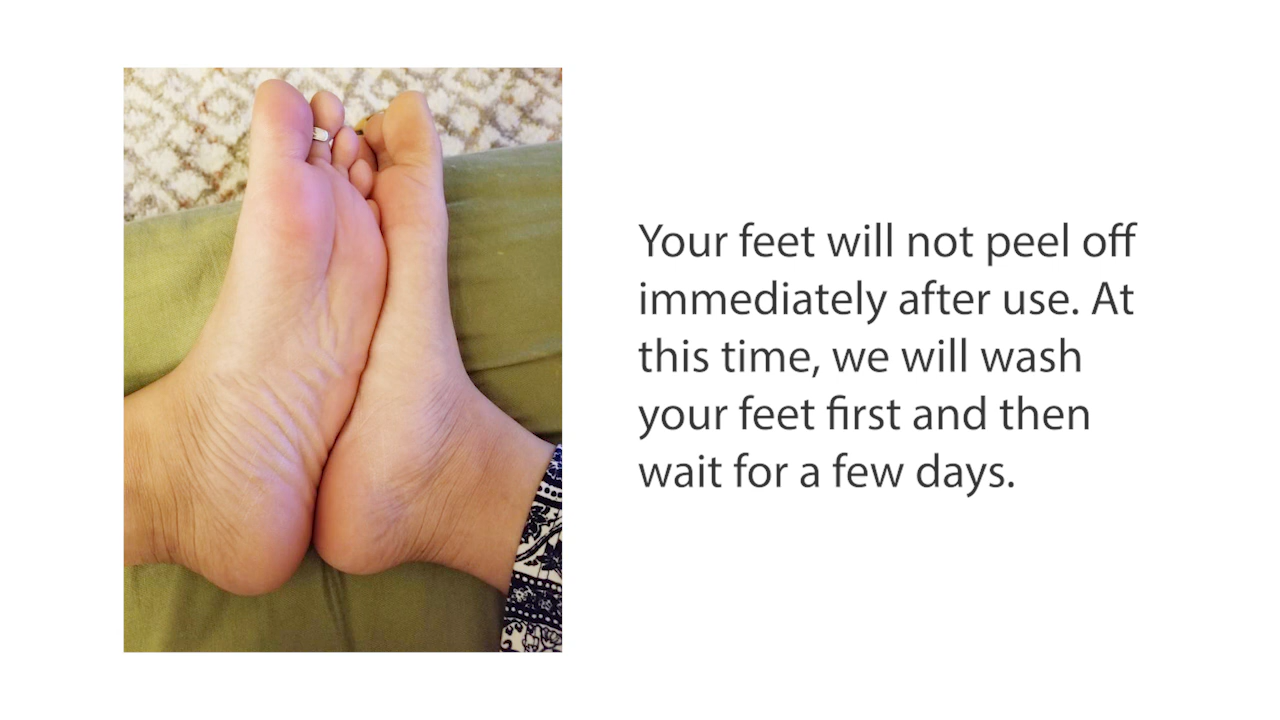 Your feet will not peel off
immediately after use. At
this time, we will wash
your feet first and then
wait for a few days.